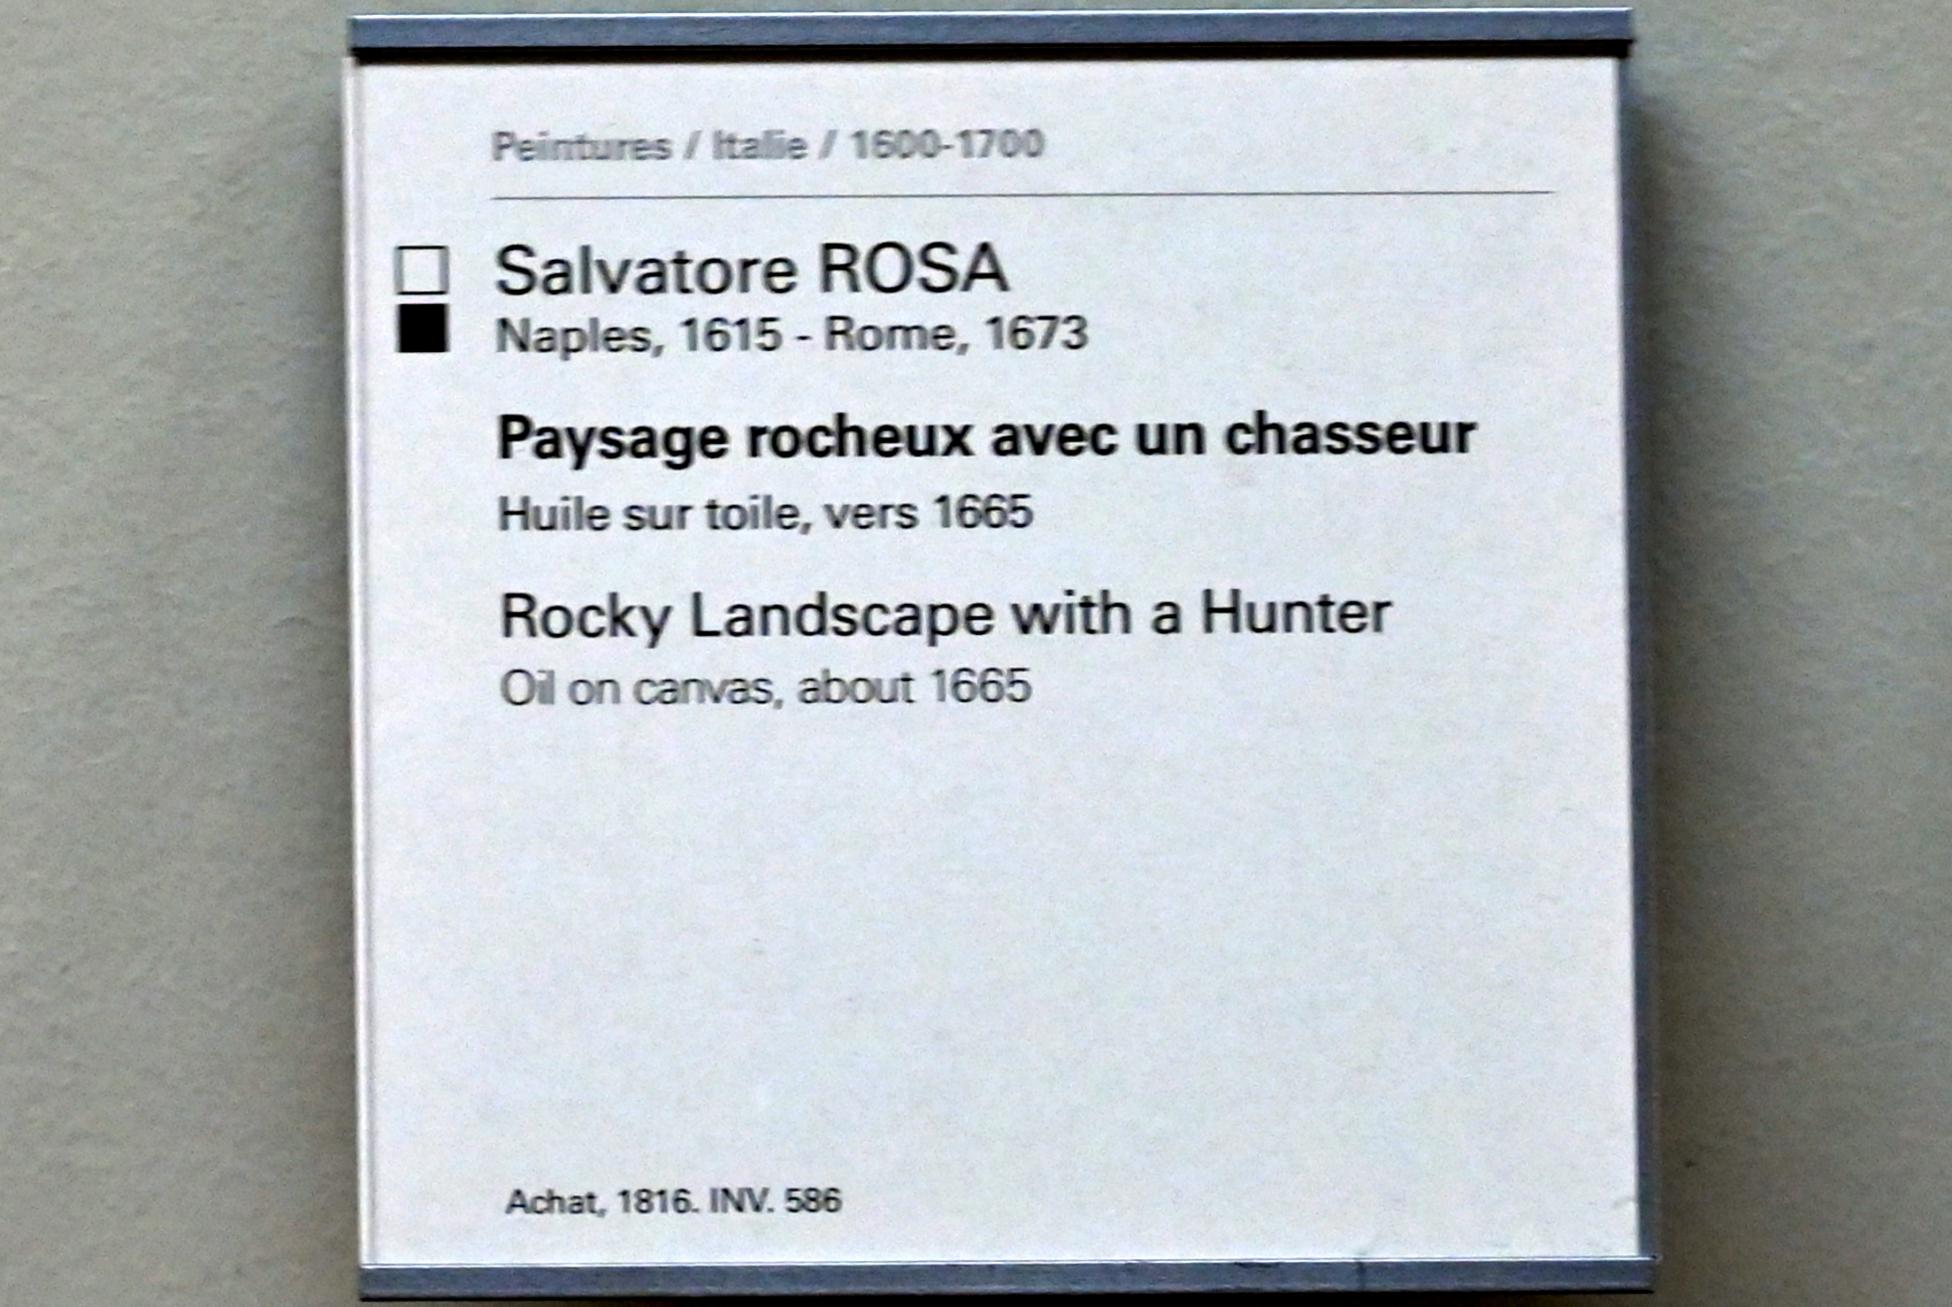 Peintures / Italie / 1600-1700
Salvatore ROSA
Naples, 1615 - Rome, 1673
Paysage rocheux avec un chasseur
Huile sur toile, vers 1665
Rocky Landscape with a Hunter
Oil on canvas, about 1665
Achat, 1816. INV. 586